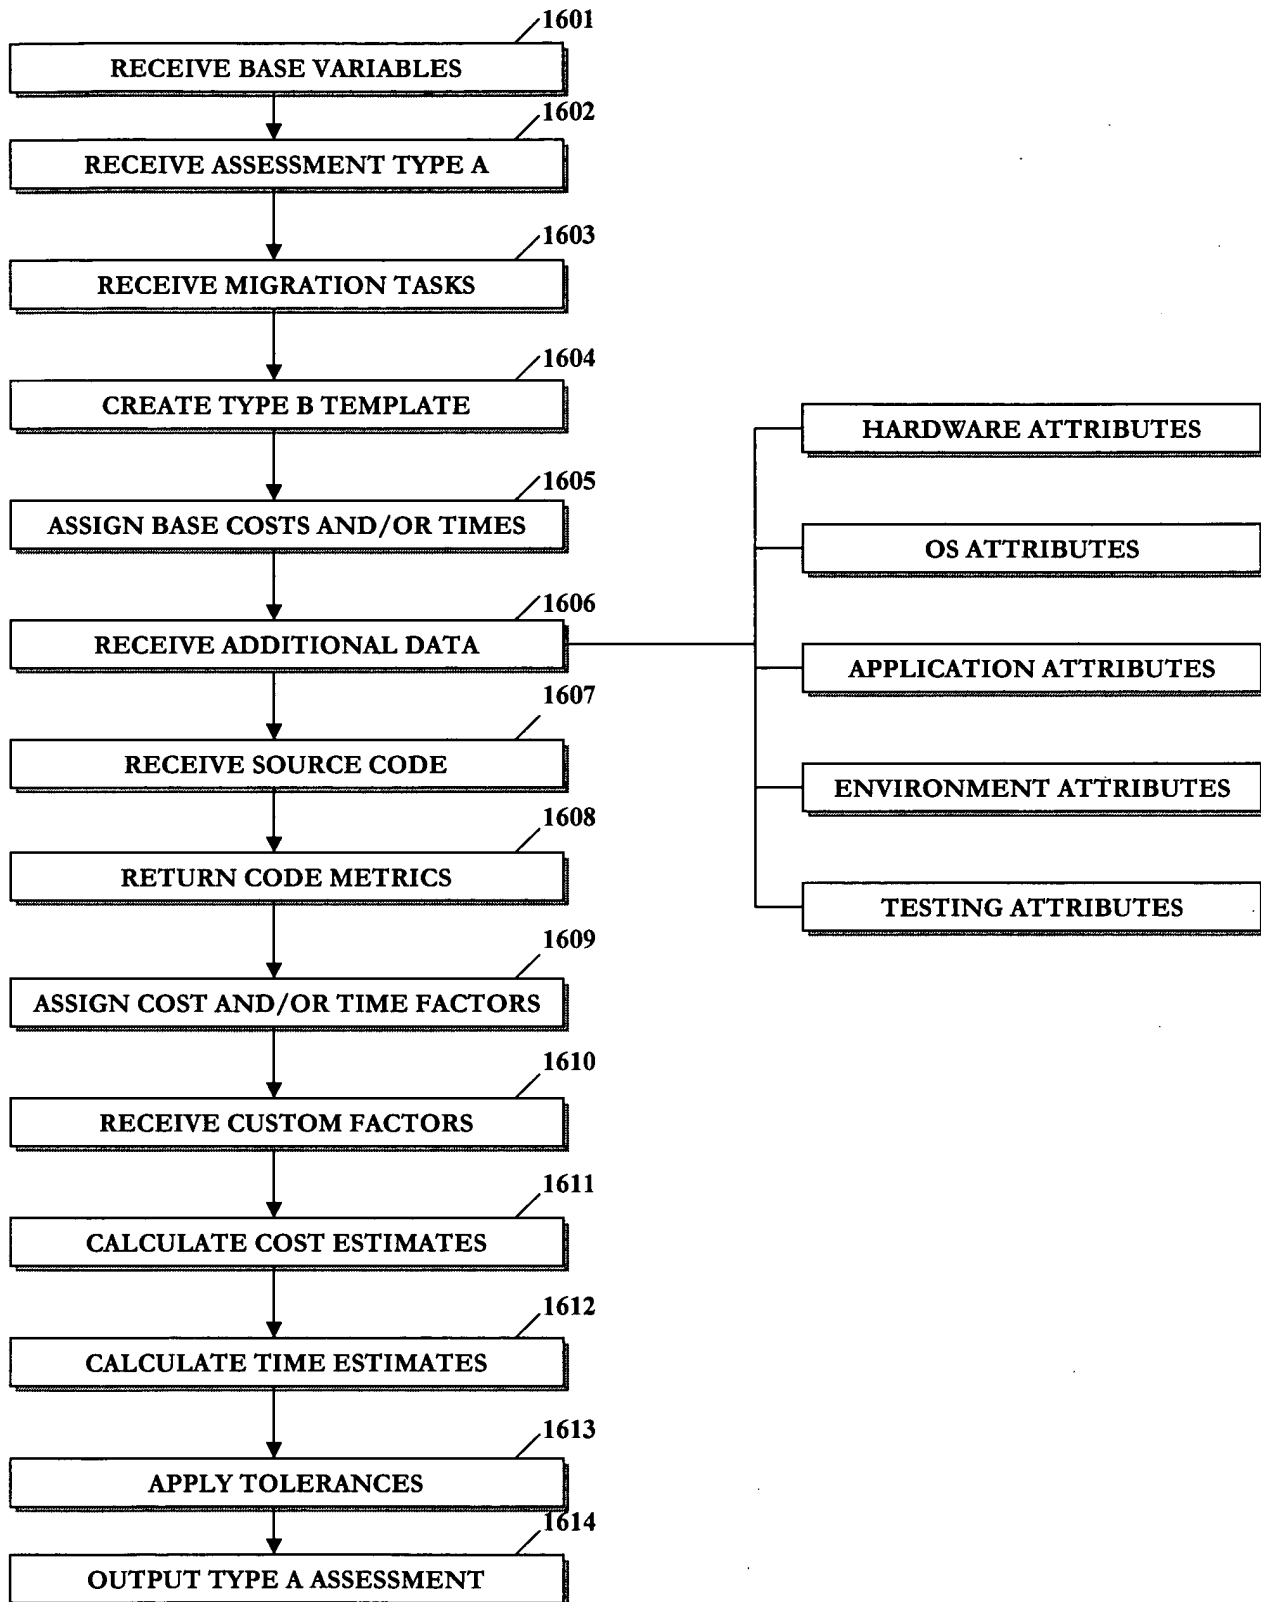 1601
RECEIVE BASE VARIABLES
1602
RECEIVE ASSESSMENT TYPE A
1603
RECEIVE MIGRATION TASKS
1604
CREATE TYPE B TEMPLATE
1605
ASSIGN BASE COSTS AND/OR TIMES
1606
RECEIVE ADDITIONAL DATA
1607
RECEIVE SOURCE CODE
1608
RETURN CODE METRICS
1609
ASSIGN COST AND/OR TIME FACTORS
1610
RECEIVE CUSTOM FACTORS
1611
CALCULATE COST ESTIMATES
1612
CALCULATE TIME ESTIMATES
1613
APPLY TOLERANCES
1614
OUTPUT TYPE A ASSESSMENT
HARDWARE ATTRIBUTES
OS ATTRIBUTES
APPLICATION ATTRIBUTES
ENVIRONMENT ATTRIBUTES
TESTING ATTRIBUTES